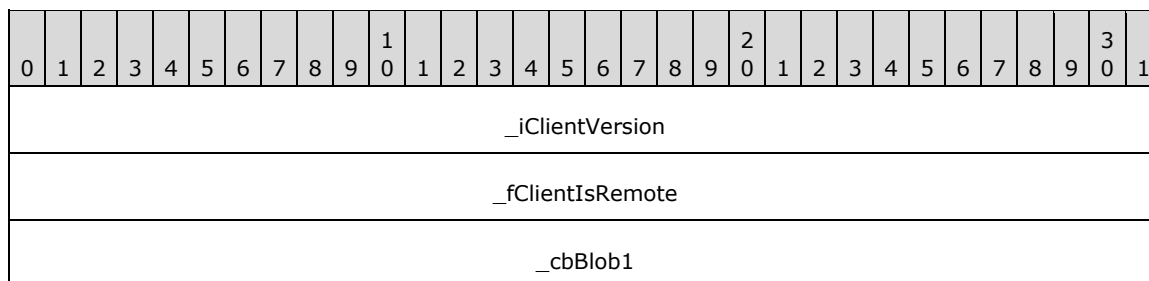 1 2 3
0 1 2 3 4 5 6 7 8 9 0 1 2 3 4 5 6 7 8 9 0 1 2 3 4 5 6 7 8 9 0 1
_iClientVersion
_fClientIsRemote
_cbBlob1